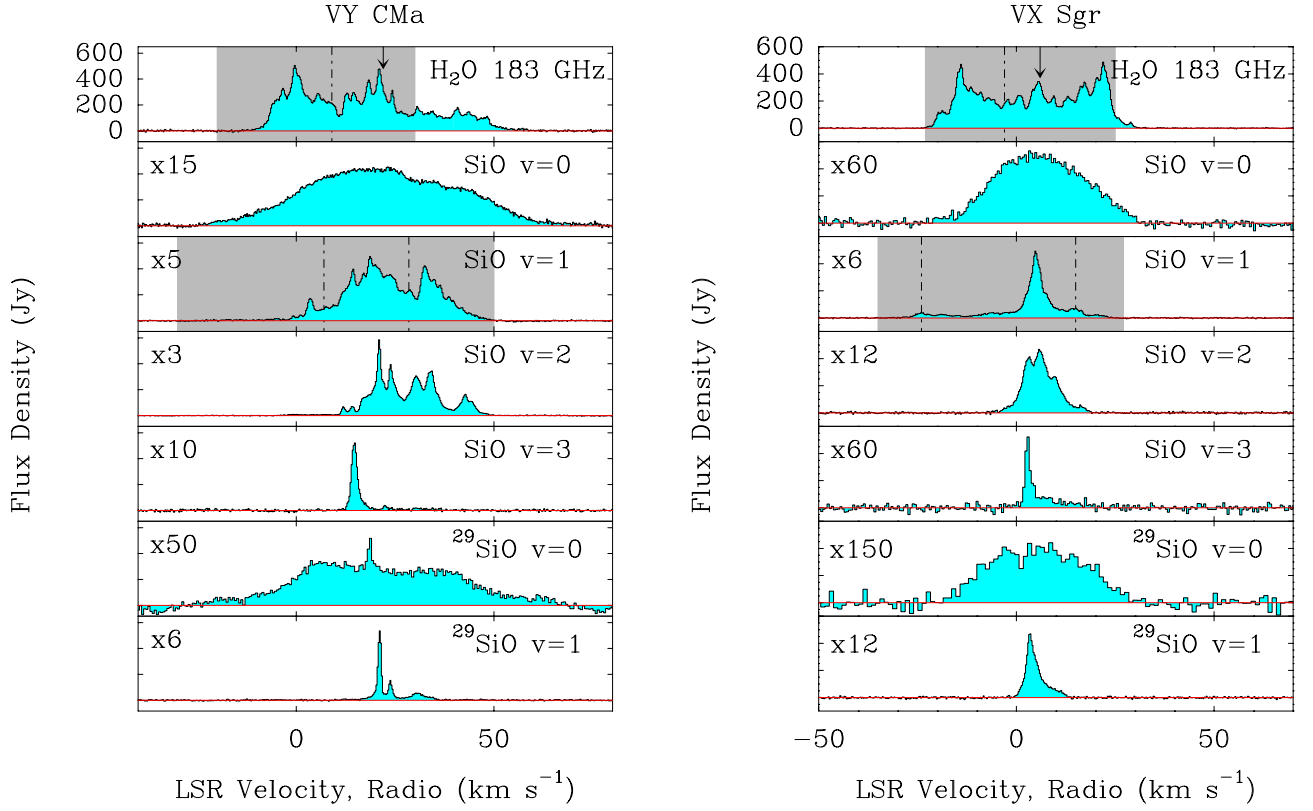 VY CMa
VX Sgr
600
400
200
0
H₂O 183 GHz
x15
SiO v=0
x5
SiO v=1
x3
SiO v=2
x10
SiO v=3
x50
²⁹SiO v=0
x6
²⁹SiO v=1
0
50
LSR Velocity, Radio (km s⁻¹)
Flux Density (Jy)
600
400
200
0
H₂O 183 GHz
x60
SiO v=0
x6
SiO v=1
x12
SiO v=2
x60
SiO v=3
x150
²⁹SiO v=0
x12
²⁹SiO v=1
−50
0
50
LSR Velocity, Radio (km s⁻¹)
Flux Density (Jy)